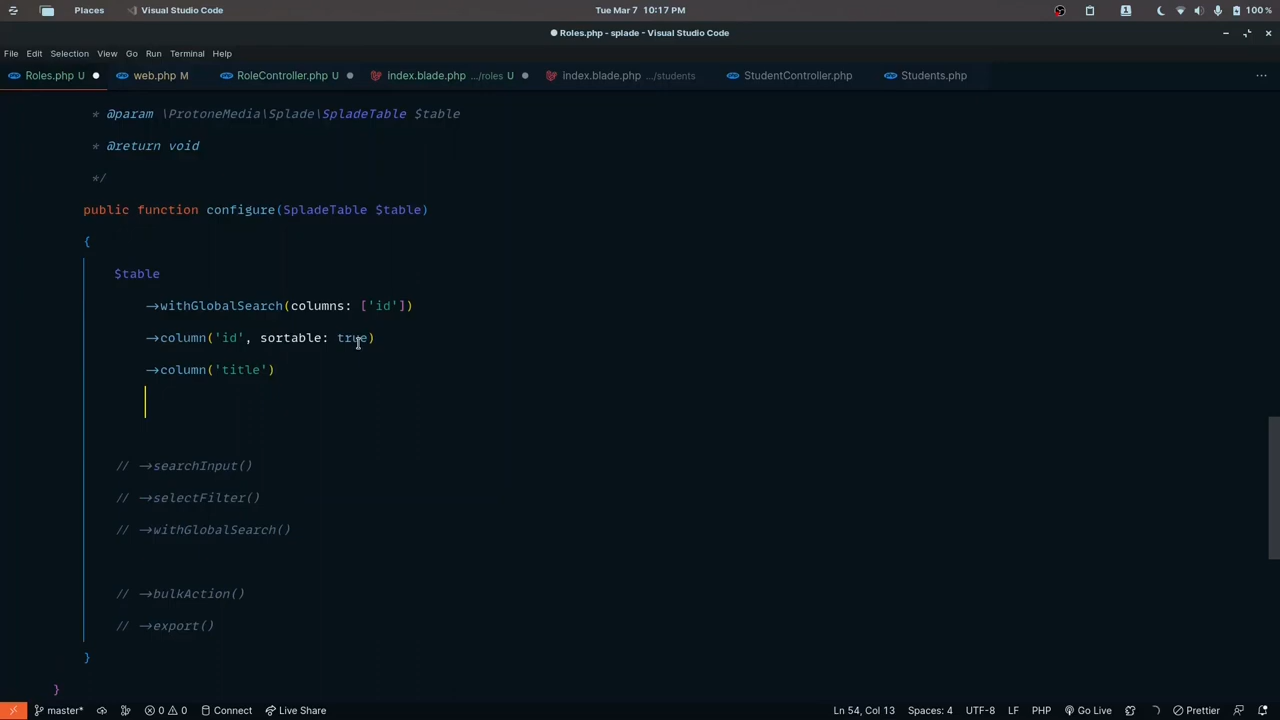 Places Visual Studio Code Tue Mar 7 10:17 PM 1 100 %
Roles.php - splade - Visual Studio Code
File Edit Selection View Go Run Terminal Help
Roles.php U web.php M RoleController.php U index.blade.php .../roles U index.blade.php .../students StudentController.php Students.php ...
* @param \ProtoneMedia\Splade\SpladeTable $table
* @return void
*/
public function configure(SpladeTable $table)
{
$table
->withGlobalSearch(columns: ['id'])
->column('id', sortable: true)
->column('title')
// ->searchInput()
// ->selectFilter()
// ->withGlobalSearch()
// ->bulkAction()
// ->export()
}
}
master* 0 0 Connect Live Share Ln 54, Col 13 Spaces: 4 UTF-8 LF PHP Go Live Prettier